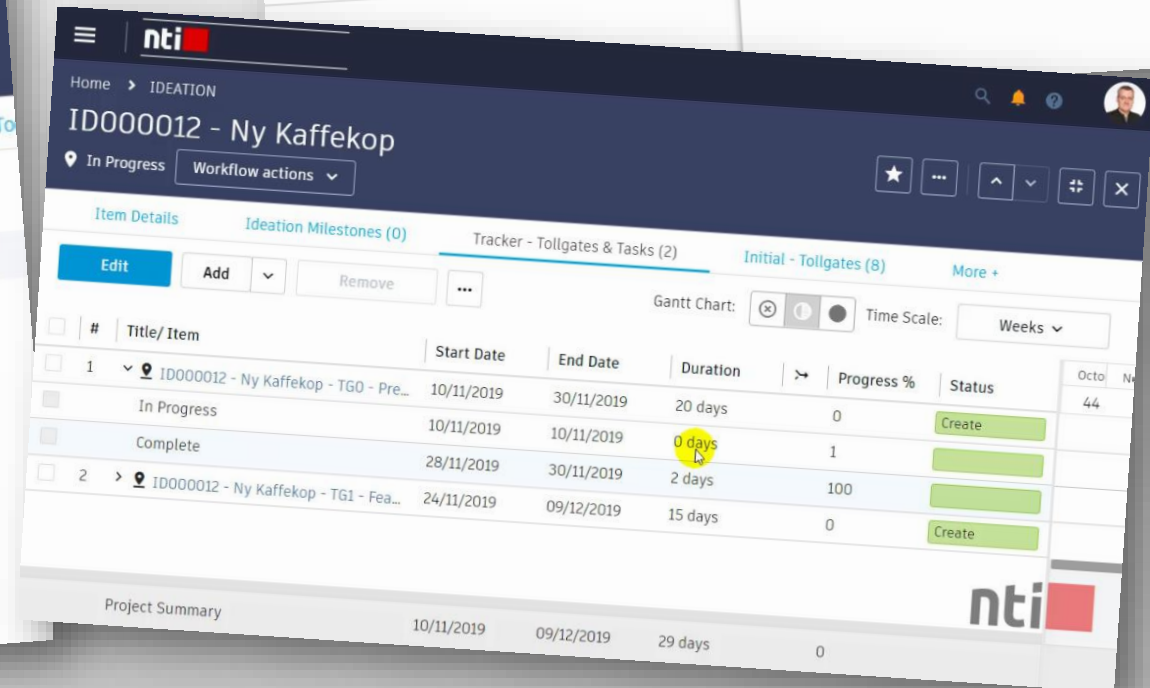 To
nti
Home > IDEATION
ID000012 - Ny Kaffekop
In Progress Workflow actions
Item Details Ideation Milestones (0) Tracker - Tollgates & Tasks (2) Initial - Tollgates (8) More +
Edit Add Remove ... Gantt Chart: Time Scale: Weeks
# Title/ Item Start Date End Date Duration Progress % Status Octo
44
1 ID000012 - Ny Kaffekop - TG0 - Pre... 10/11/2019 30/11/2019 20 days 0 Create
In Progress 10/11/2019 10/11/2019 0 days 1
Complete 28/11/2019 30/11/2019 2 days 100
2 ID000012 - Ny Kaffekop - TG1 - Fea... 24/11/2019 09/12/2019 15 days 0 Create
nti
Project Summary 10/11/2019 09/12/2019 29 days 0